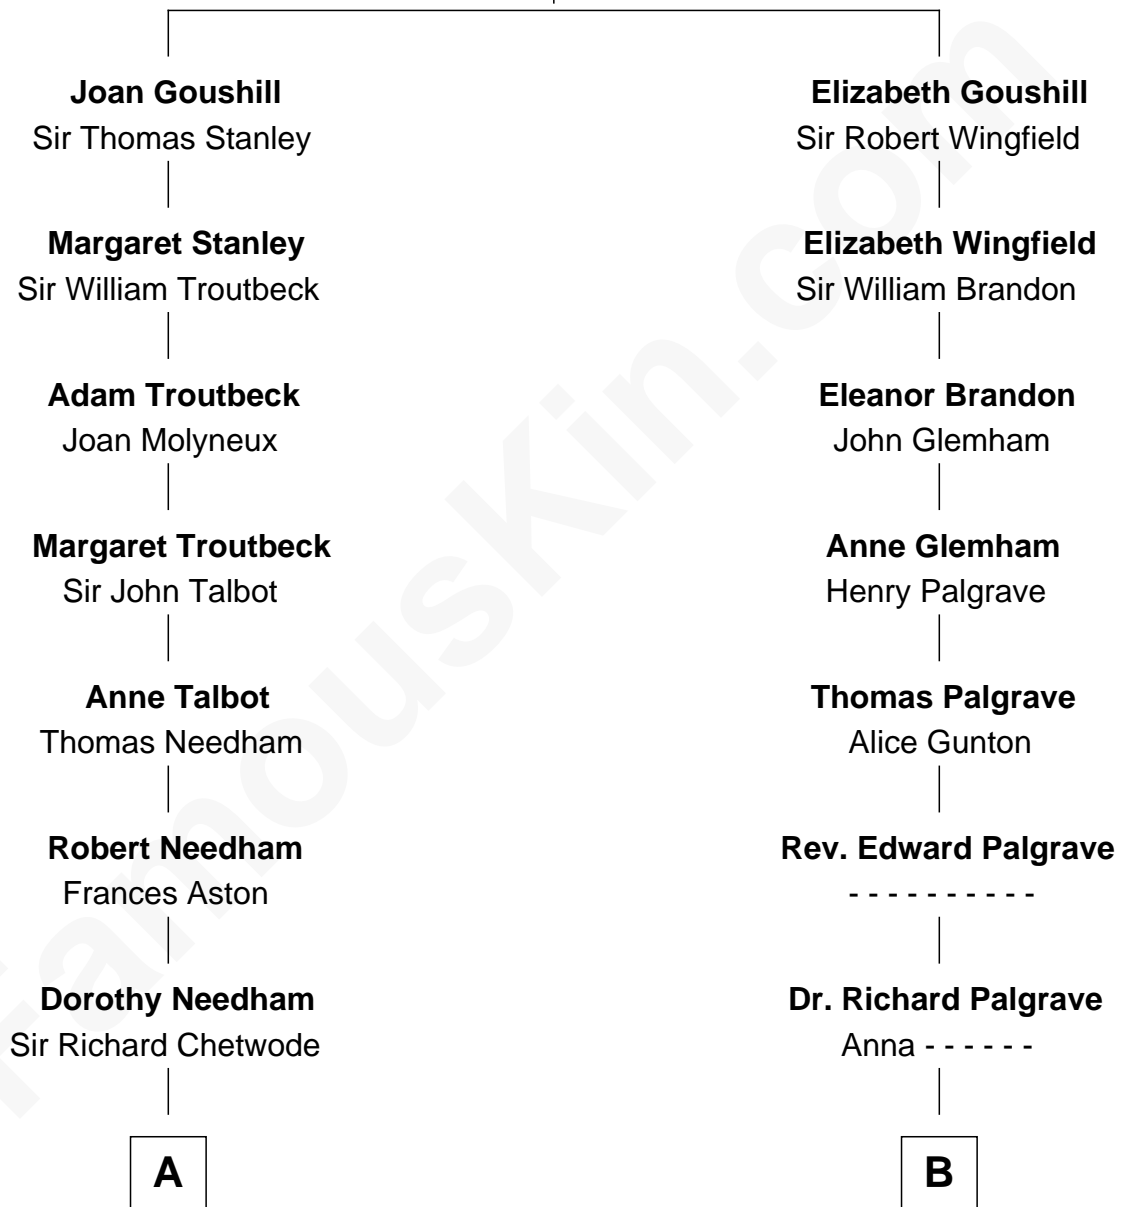 Joan Goushill
Sir Thomas Stanley
Margaret Stanley
Sir William Troutbeck
Adam Troutbeck
Joan Molyneux
Margaret Troutbeck
Sir John Talbot
Anne Talbot
Thomas Needham
Robert Needham
Frances Aston
Dorothy Needham
Sir Richard Chetwode
A
Elizabeth Goushill
Sir Robert Wingfield
Elizabeth Wingfield
Sir William Brandon
Eleanor Brandon
John Glemham
Anne Glemham
Henry Palgrave
Thomas Palgrave
Alice Gunton
Rev. Edward Palgrave
- - - - - - - - - -
Dr. Richard Palgrave
Anna - - - - - -
B
FamousKin.com